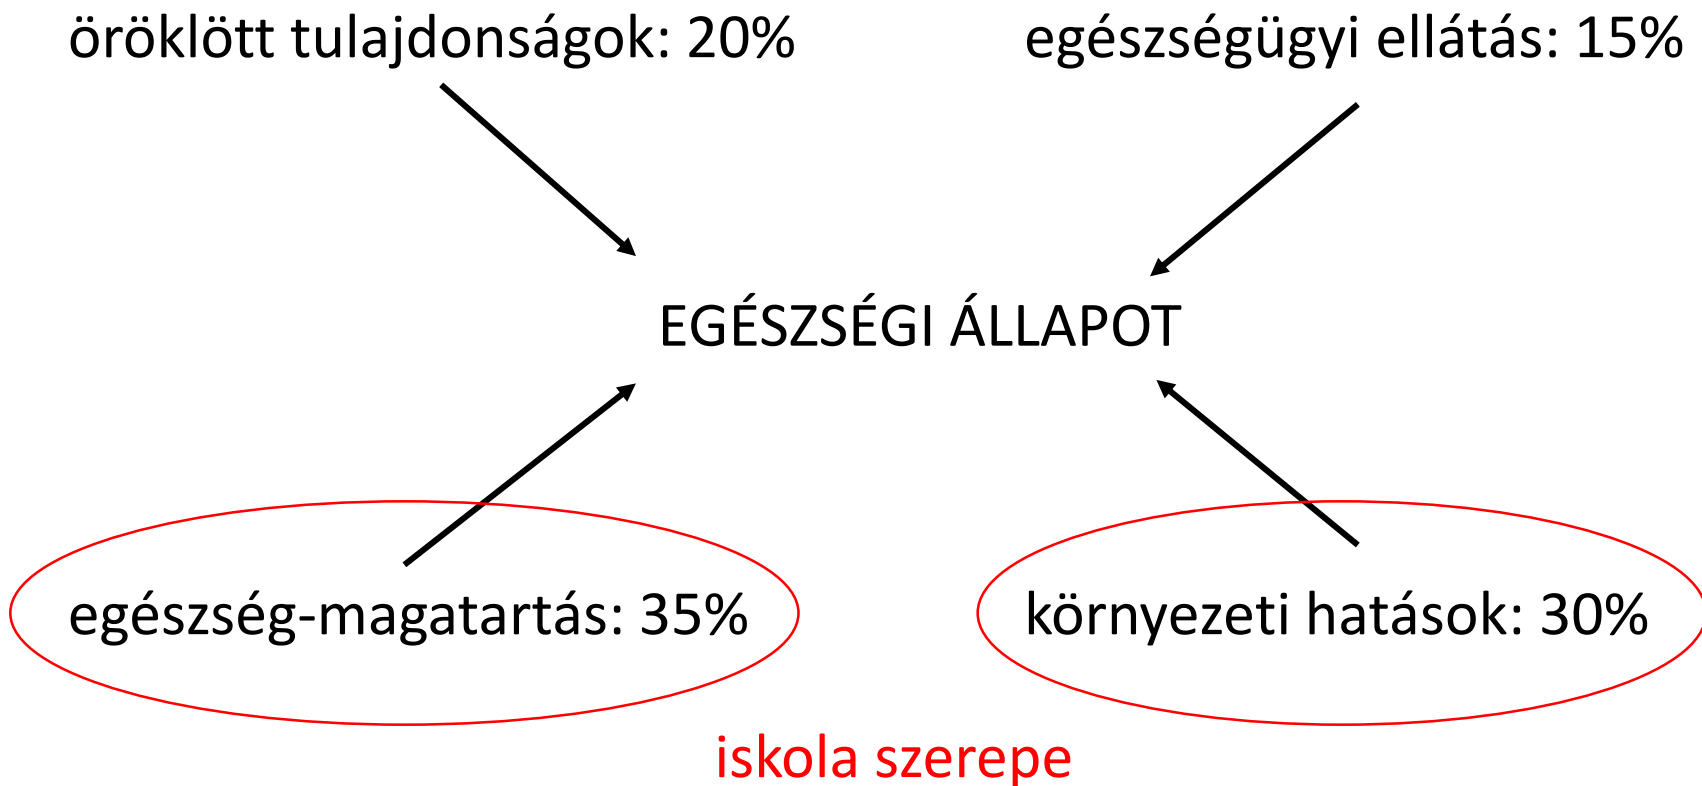 öröklött tulajdonságok: 20%
egészségügyi ellátás: 15%
EGÉSZSÉGI ÁLLAPOT
egészség-magatartás: 35%
környezeti hatások: 30%
iskola szerepe